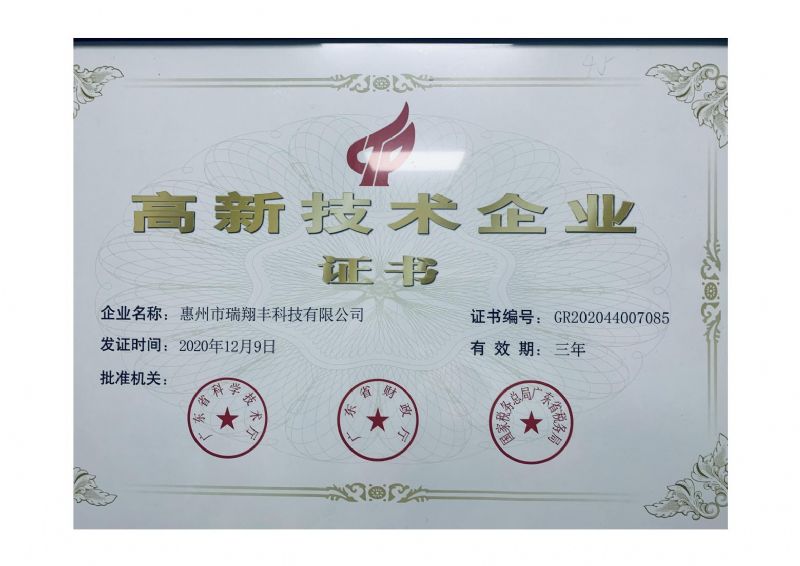 45
高新技术企业
证书
企业名称：惠州市瑞翔丰科技有限公司
证书编号：GR202044007085
发证时间：2020年12月9日
有效期：三年
批准机关：
广东省科学技术厅
广东省财政厅
国家税务总局广东省税务局